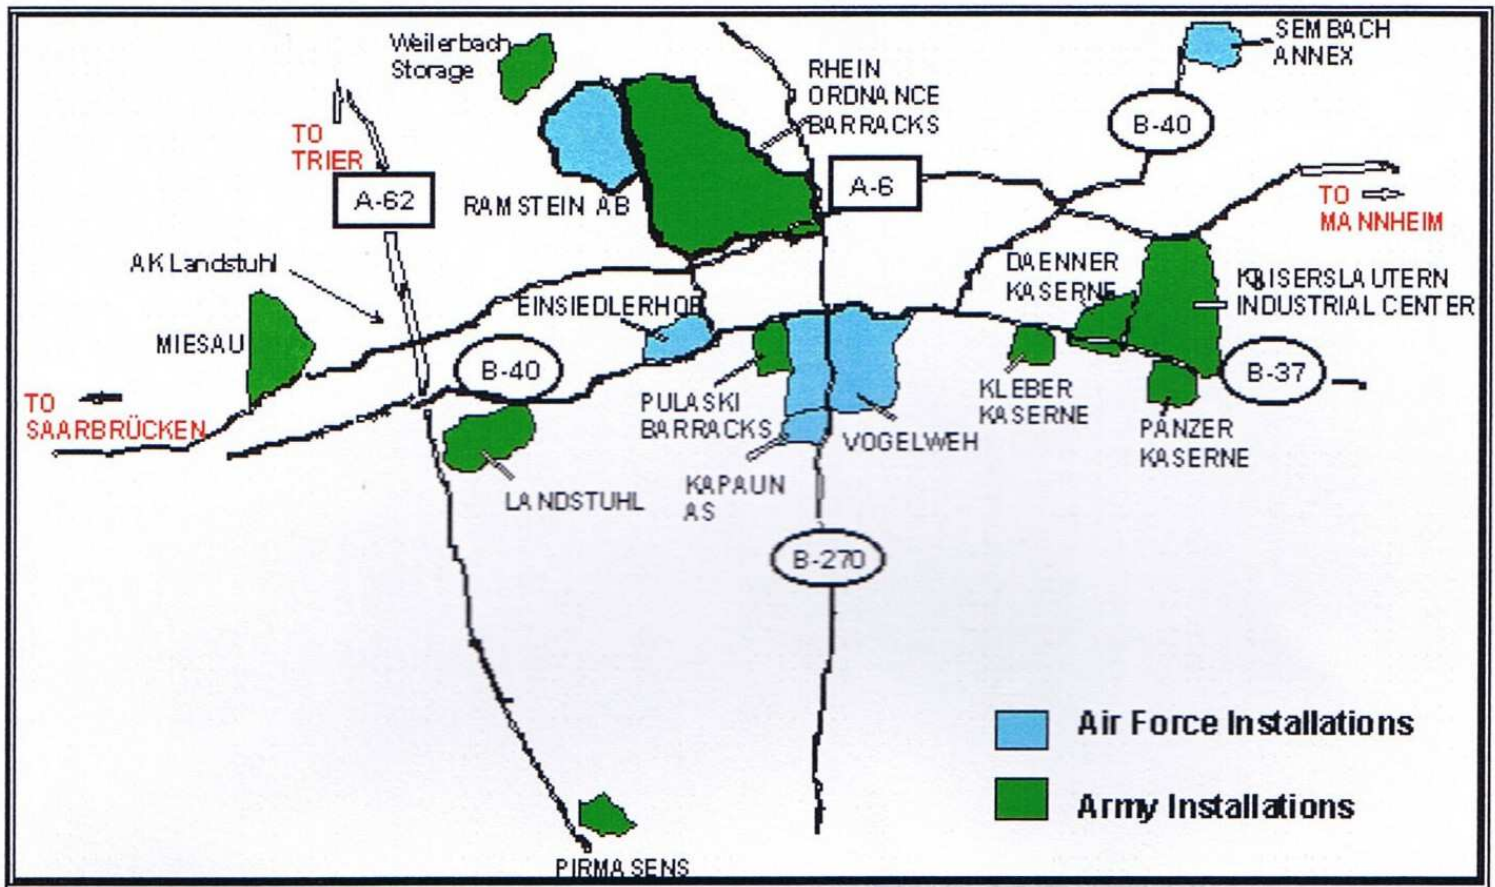 Weilerbach
Storage
RHEIN
ORDNANCE
BARRACKS
SEMBACH
ANNEX
B-40
TO
TRIER
A-62
RAMSTEIN AB
A-6
TO
MANNHEIM
AK Landstuhl
MIESAU
EINSIEDLERHOF
DAENNER
KASERNE
KAISERSLAUTERN
INDUSTRIAL CENTER
B-40
B-37
TO
SAARBRÜCKEN
PULASKI
BARRACKS
VOGELWEH
KLEBER
KASERNE
PANZER
KASERNE
LANDSTUHL
KAPAUN
AS
B-270
Air Force Installations
Army Installations
PIRMASENS